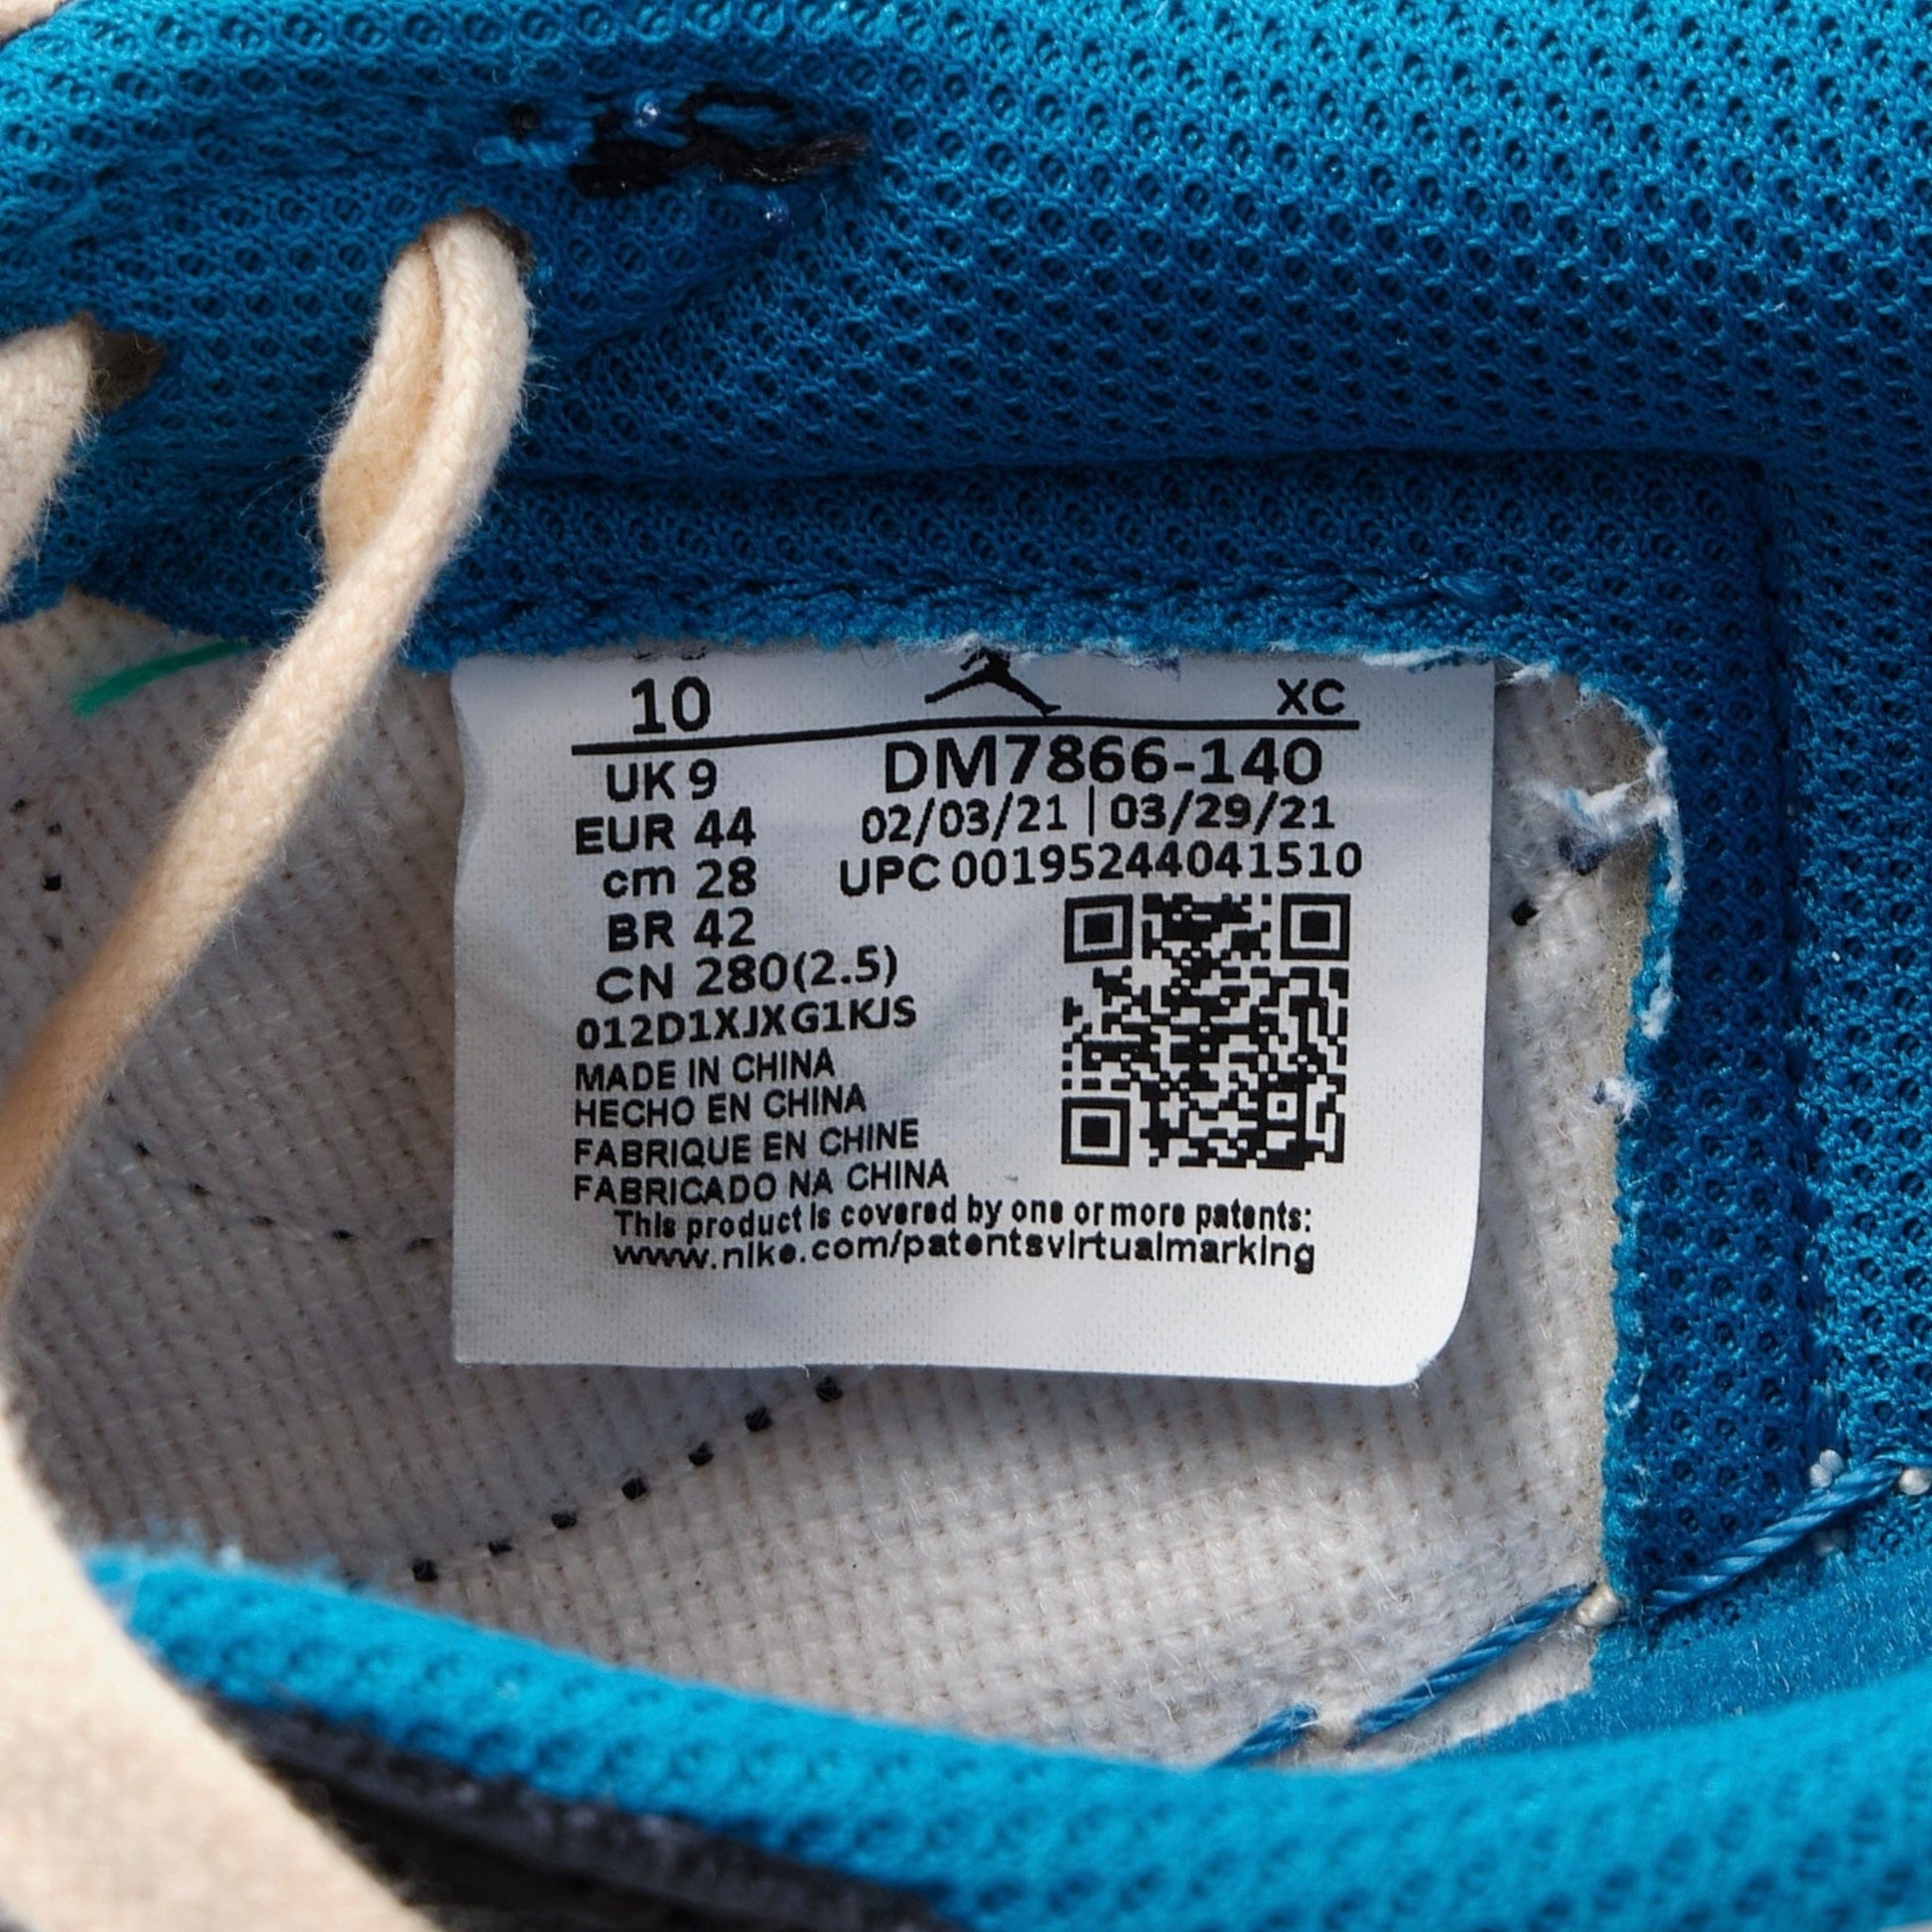 10 XC
UK 9 DM7866-140
EUR 44 02/03/21 | 03/29/21
cm 28 UPC 00195244041510
BR 42
CN 280(2.5)
012D1XJXG1KJS
MADE IN CHINA
HECHO EN CHINA
FABRIQUE EN CHINE
FABRICADO NA CHINA
This product is covered by one or more patents:
www.nike.com/patentsvirtualmarking